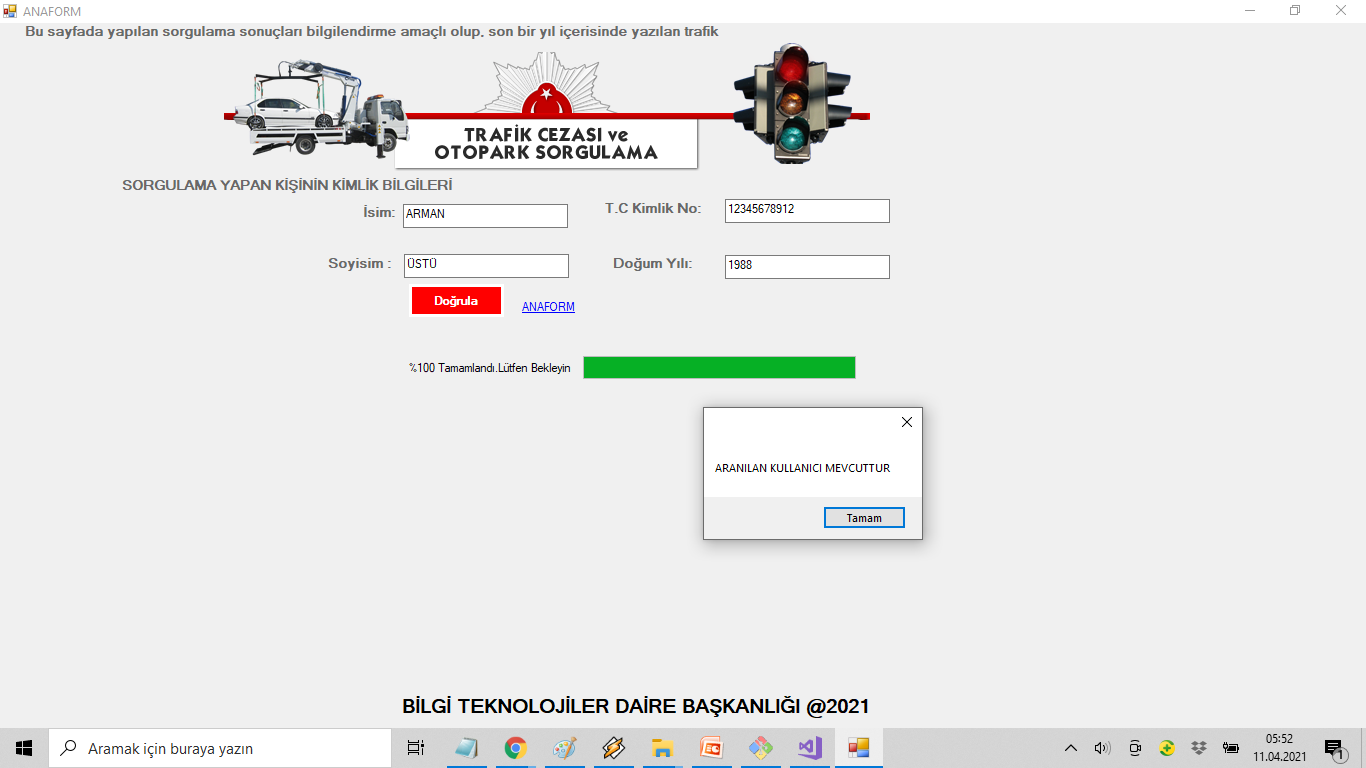 ANAFORM
Bu sayfada yapılan sorgulama sonuçları bilgilendirme amaçlı olup, son bir yıl içerisinde yazılan trafik
TRAFİK CEZASI ve
OTOPARK SORGULAMA
SORGULAMA YAPAN KİŞİNİN KİMLİK BİLGİLERİ
İsim: ARMAN T.C Kimlik No: 12345678912
Soyisim : ÜSTÜ Doğum Yılı: 1988
Doğrula ANAFORM
%100 Tamamlandı.Lütfen Bekleyin
ARANILAN KULLANICI MEVCUTTUR
Tamam
BİLGİ TEKNOLOJİLER DAİRE BAŞKANLIĞI @2021
Aramak için buraya yazın
05:52
11.04.2021
1